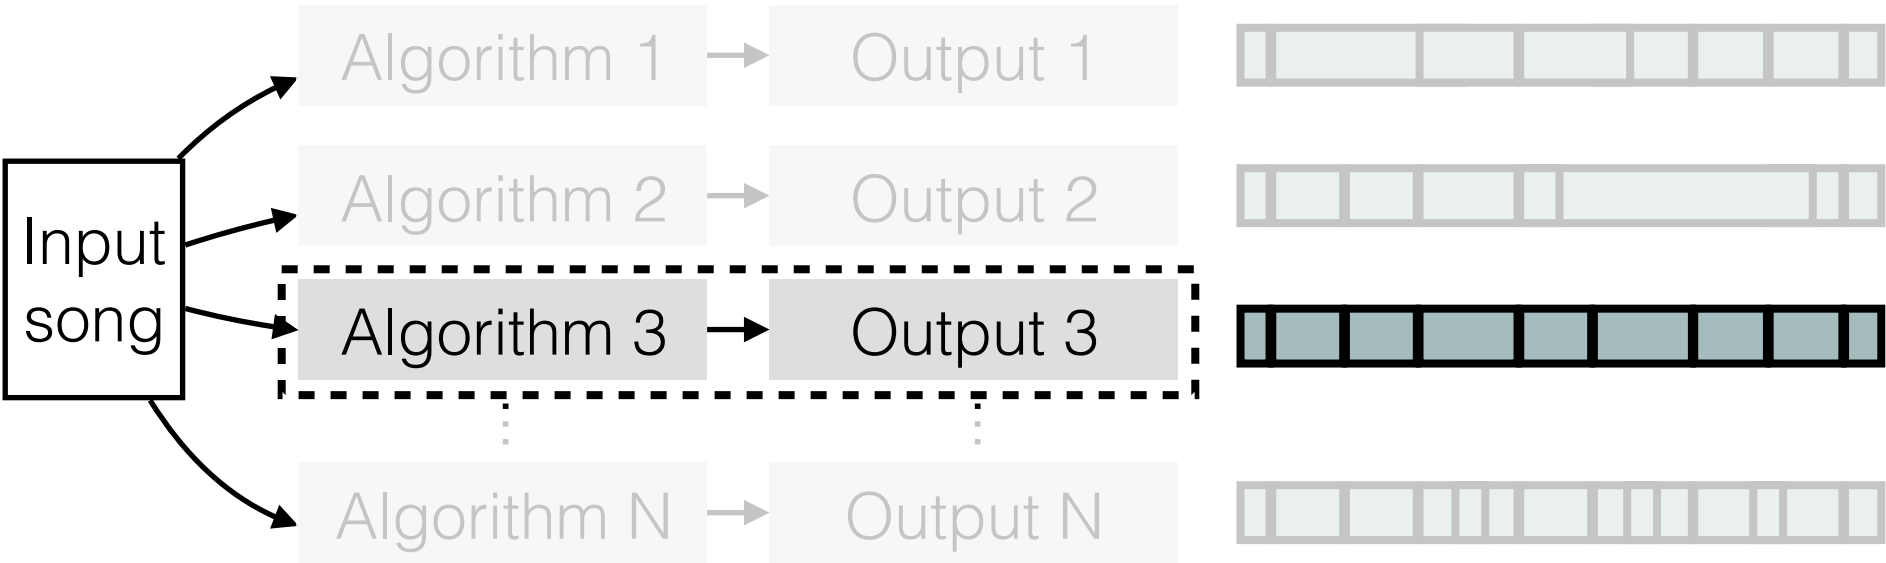 Algorithm 1
Output 1
Algorithm 2
Output 2
Input
song
Algorithm 3
Output 3
Algorithm N
Output N